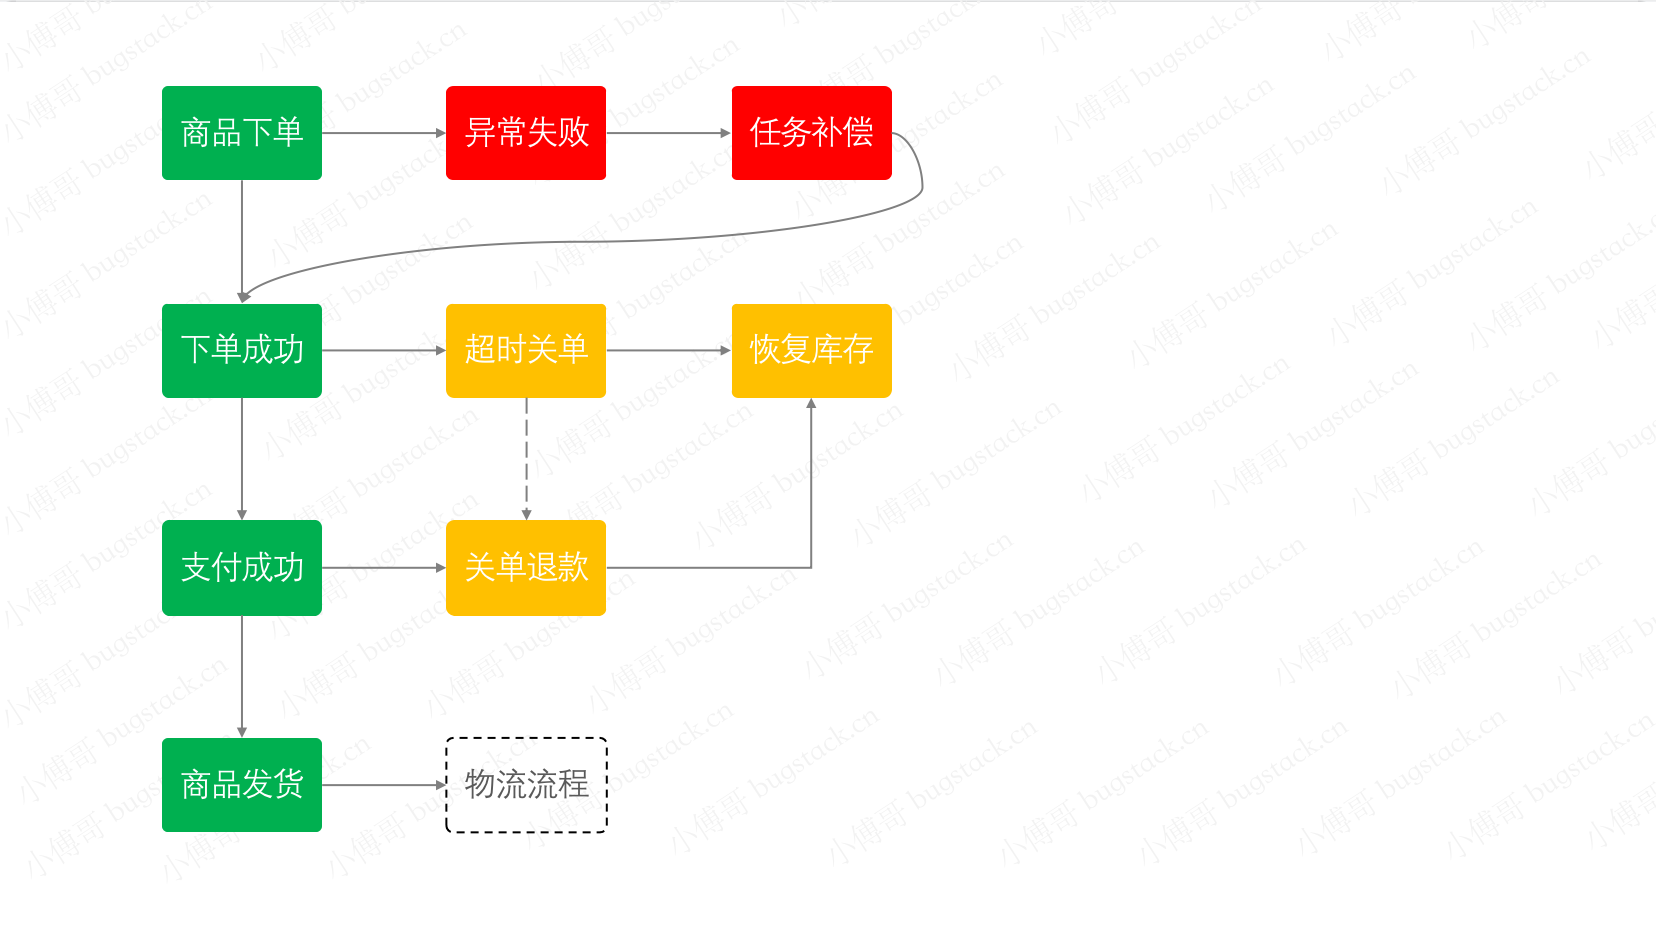 商品下单
异常失败
任务补偿
下单成功
超时关单
恢复库存
支付成功
关单退款
商品发货
物流流程
小傅哥 bugstack.cn